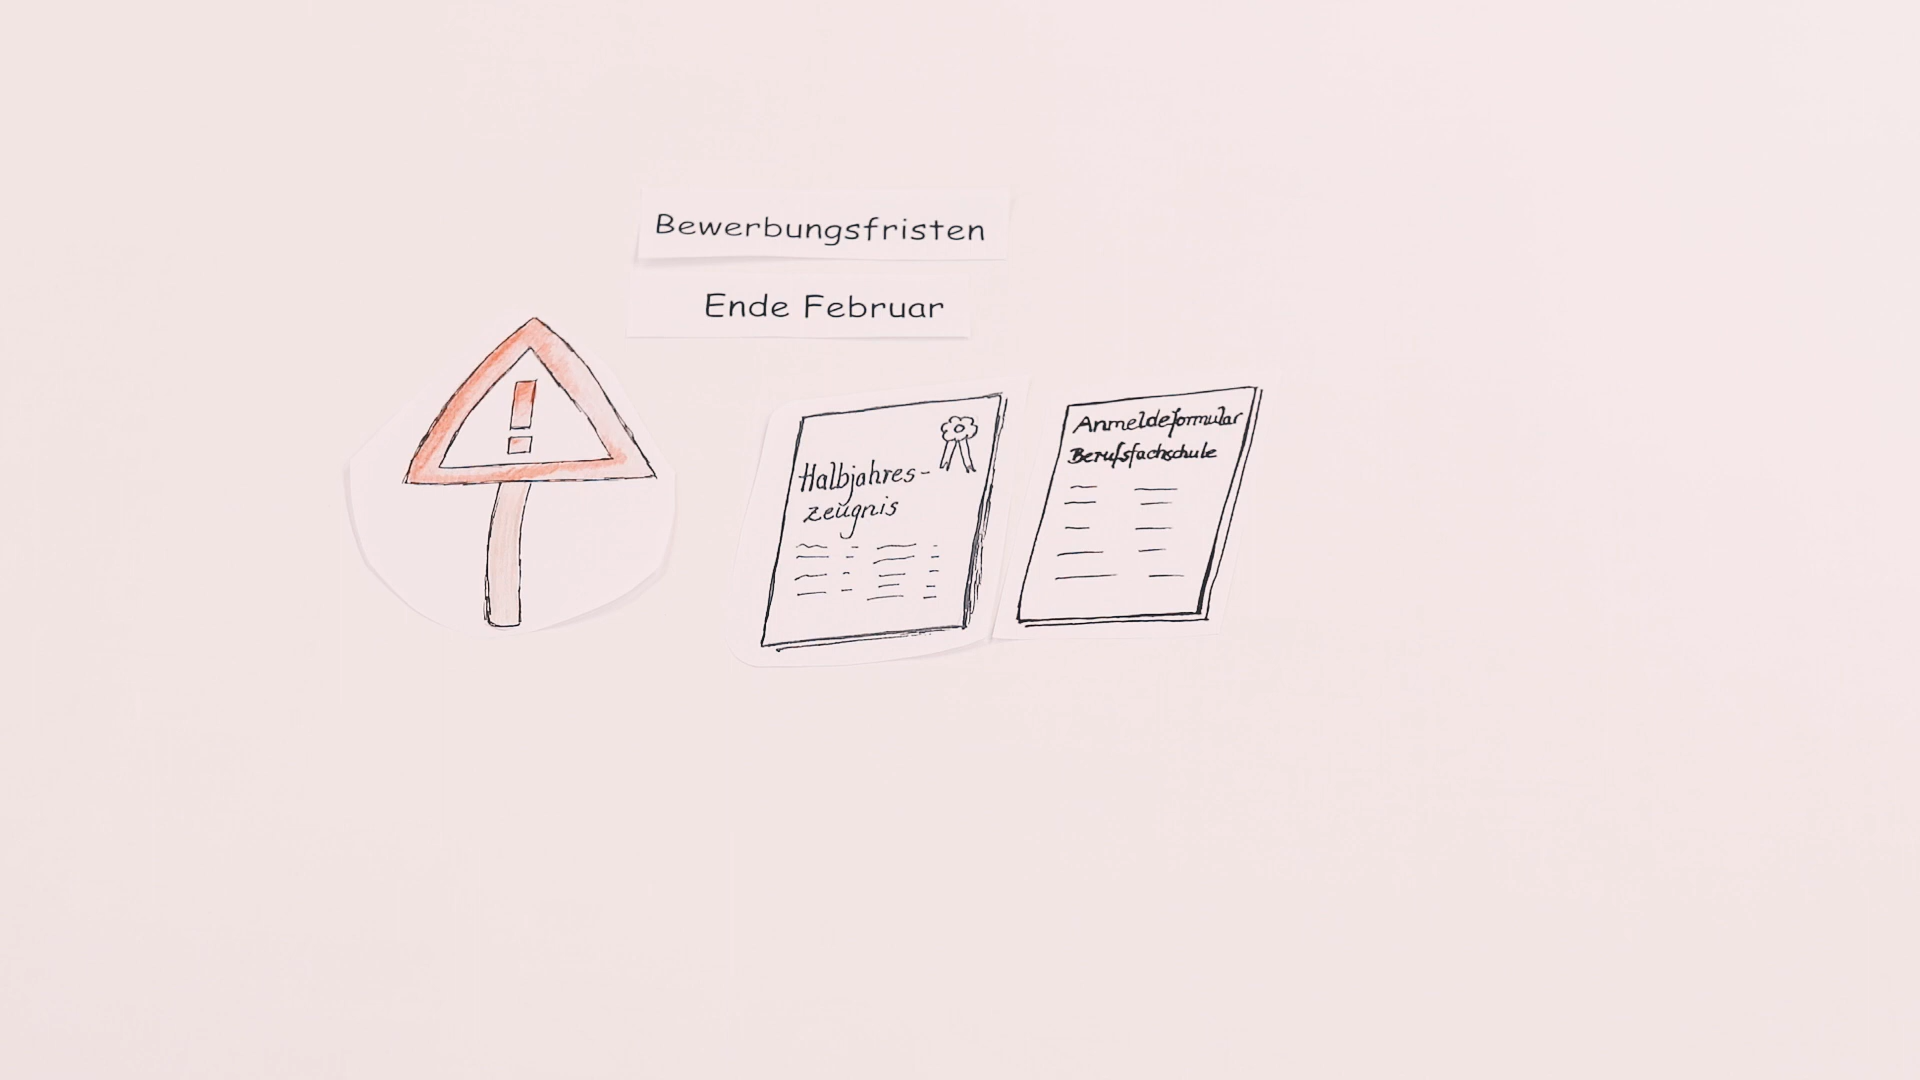 Bewerbungsfristen
Ende Februar
Halbjahres-
zeugnis
Anmeldeformular
Berufsfachschule